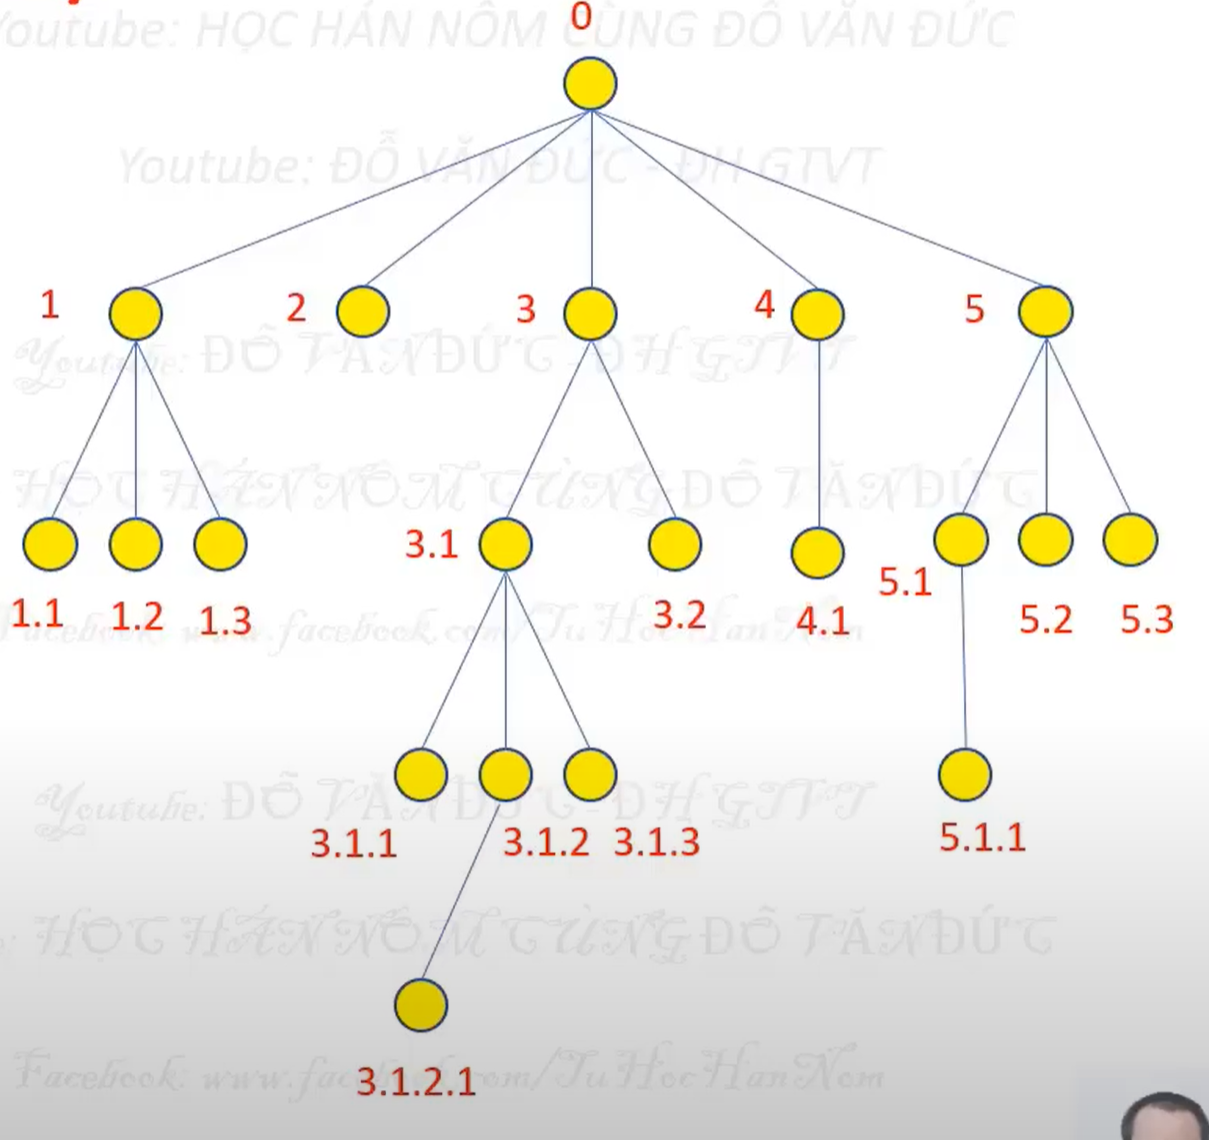 0
Youtube: HỌC HÁN NÔM CÙNG ĐỖ VĂN ĐỨC
Youtube: ĐỖ VĂN ĐỨC - ĐH GTVT
1 2 3 4 5
Youtube: ĐỖ VĂN ĐỨC - ĐH GTVT
HỌC HÁN NÔM CÙNG ĐỖ VĂN ĐỨC
3.1
5.1
1.1 1.2 1.3 3.2 4.1 5.2 5.3
Facebook: www.facebook.com/TuHocHanNom
Youtube: ĐỖ VĂN ĐỨC - ĐH GTVT
3.1.1 3.1.2 3.1.3 5.1.1
HỌC HÁN NÔM CÙNG ĐỖ VĂN ĐỨC
Facebook: www.facebook.com/TuHocHanNom
3.1.2.1